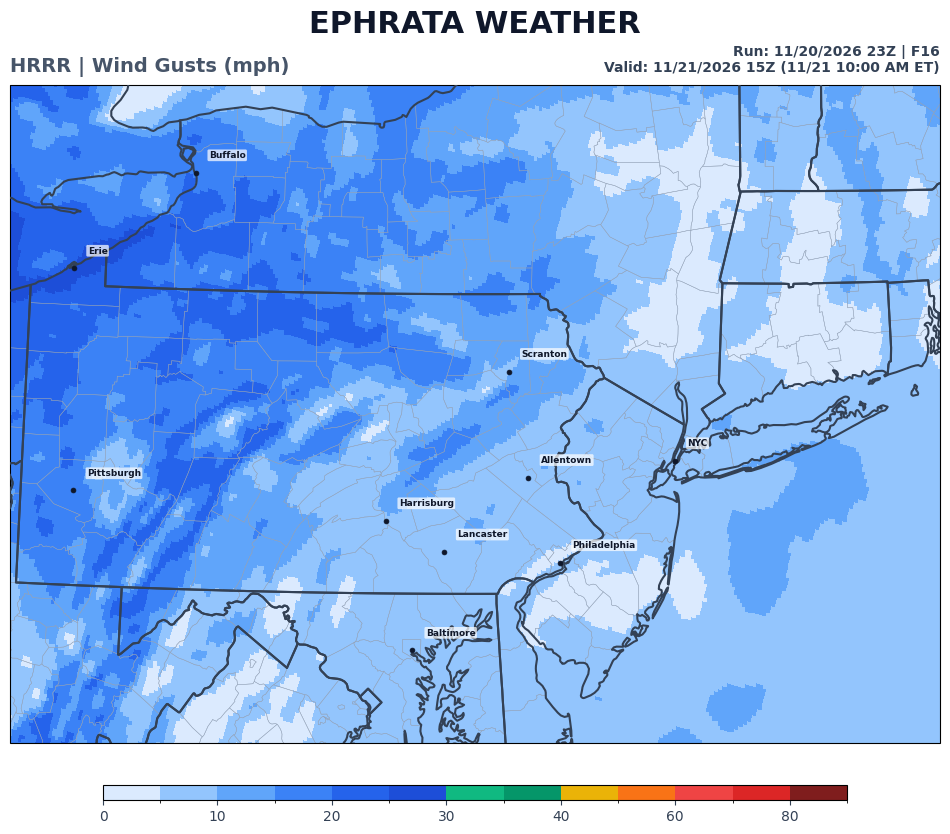 EPHRATA WEATHER
HRRR | Wind Gusts (mph)
Run: 11/20/2026 23Z | F16
Valid: 11/21/2026 15Z (11/21 10:00 AM ET)
Buffalo
Erie
Scranton
NYC
Allentown
Pittsburgh
Harrisburg
Lancaster
Philadelphia
Baltimore
0 10 20 30 40 60 80